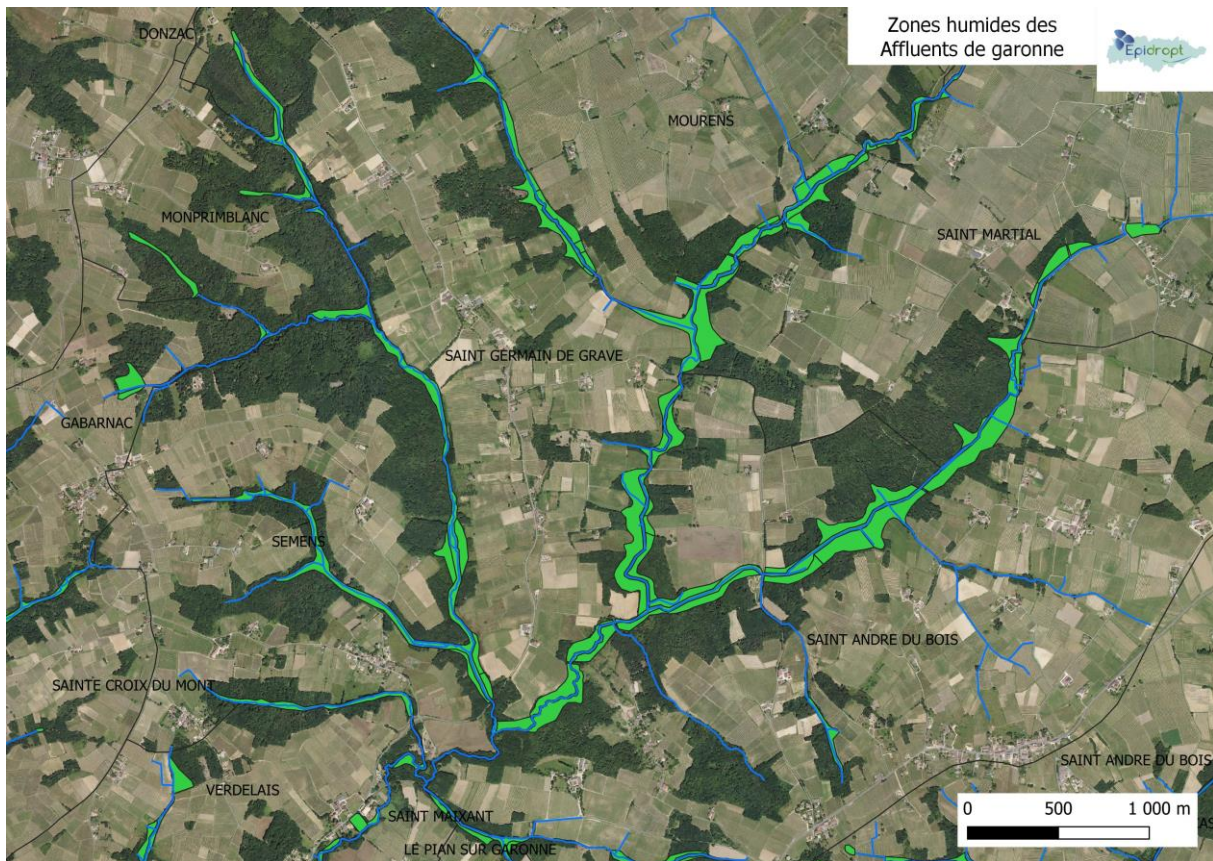 Zones humides des
Affluents de garonne
Epidropt
DONZAC
MOURENS
MONPRIMBLANC
SAINT MARTIAL
SAINT GERMAIN DE GRAVE
GABARNAC
SEMENS
SAINT ANDRE DU BOIS
SAINTE CROIX DU MONT
SAINT ANDRE DU BOIS
VERDELAIS
SAINT MAIXANT
LE PIAN SUR GARONNE
0 500 1 000 m